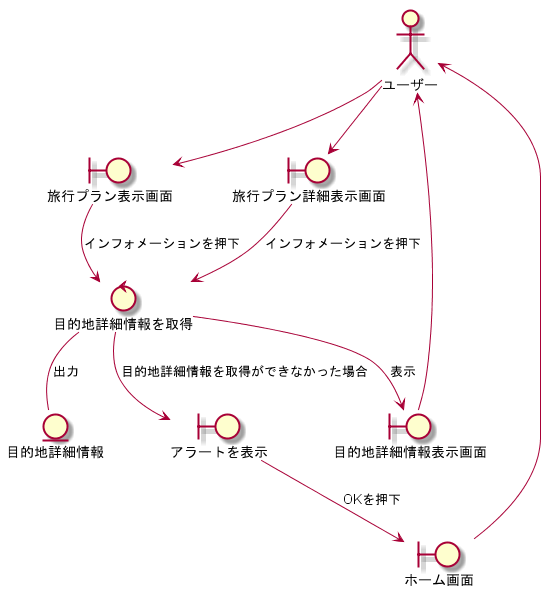 ユーザー
旅行プラン表示画面
旅行プラン詳細表示画面
インフォメーションを押下
インフォメーションを押下
目的地詳細情報を取得
出力
目的地詳細情報を取得ができなかった場合
表示
目的地詳細情報
アラートを表示
目的地詳細情報表示画面
OKを押下
ホーム画面